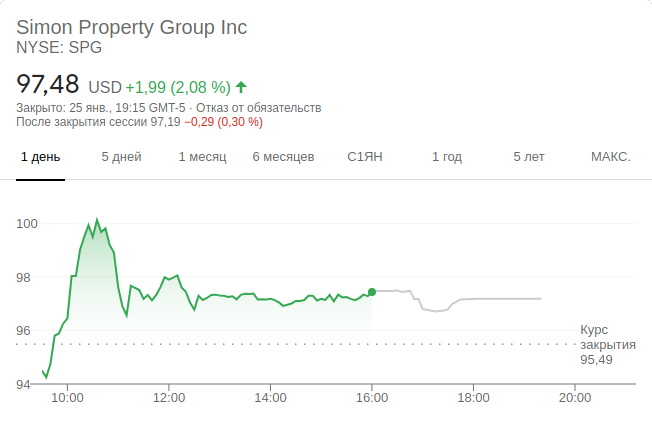 Simon Property Group Inc
NYSE: SPG
97,48 USD +1,99 (2,08 %)
Закрыто: 25 янв., 19:15 GMT-5 · Отказ от обязательств
После закрытия сессии 97,19 −0,29 (0,30 %)
1 день 5 дней 1 месяц 6 месяцев С1ЯН 1 год 5 лет МАКС.
100
98
96
Курс
закрытия
95,49
94
10:00 12:00 14:00 16:00 18:00 20:00